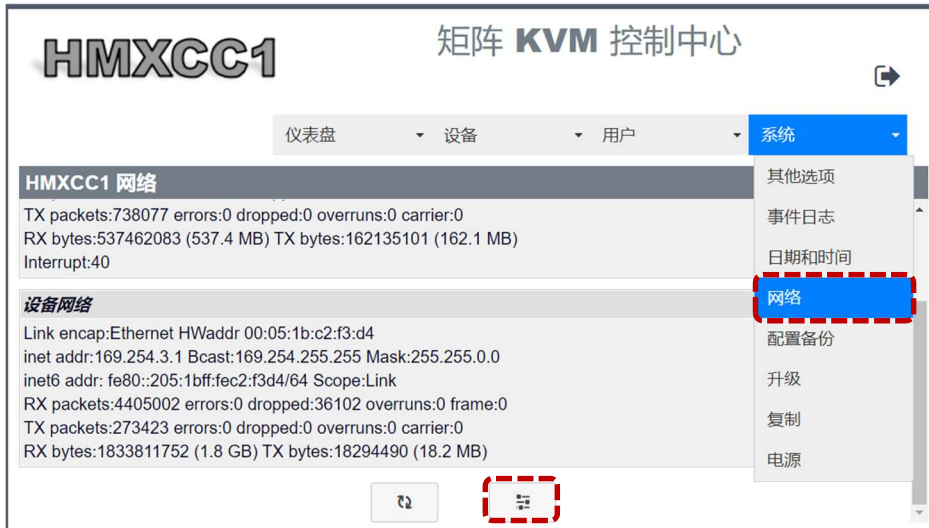 HMXCC1
矩阵 KVM 控制中心
仪表盘 设备 用户 系统
其他选项
事件日志
日期和时间
网络
配置备份
升级
复制
电源
HMXCC1 网络
TX packets:738077 errors:0 dropped:0 overruns:0 carrier:0
RX bytes:537462083 (537.4 MB) TX bytes:162135101 (162.1 MB)
Interrupt:40
设备网络
Link encap:Ethernet HWaddr 00:05:1b:c2:f3:d4
inet addr:169.254.3.1 Bcast:169.254.255.255 Mask:255.255.0.0
inet6 addr: fe80::205:1bff:fec2:f3d4/64 Scope:Link
RX packets:4405002 errors:0 dropped:36102 overruns:0 frame:0
TX packets:273423 errors:0 dropped:0 overruns:0 carrier:0
RX bytes:1833811752 (1.8 GB) TX bytes:18294490 (18.2 MB)